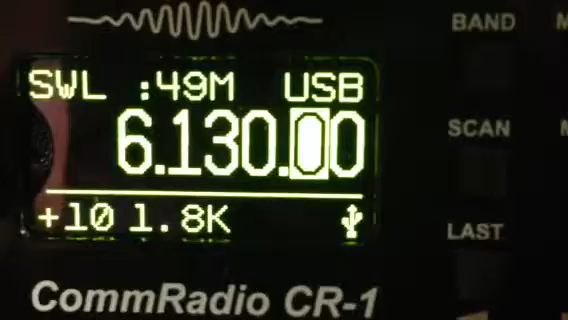 BAND
M
SWL :49M USB
6.130.00
SCAN
M
+10 1.8K
LAST
CommRadio CR-1